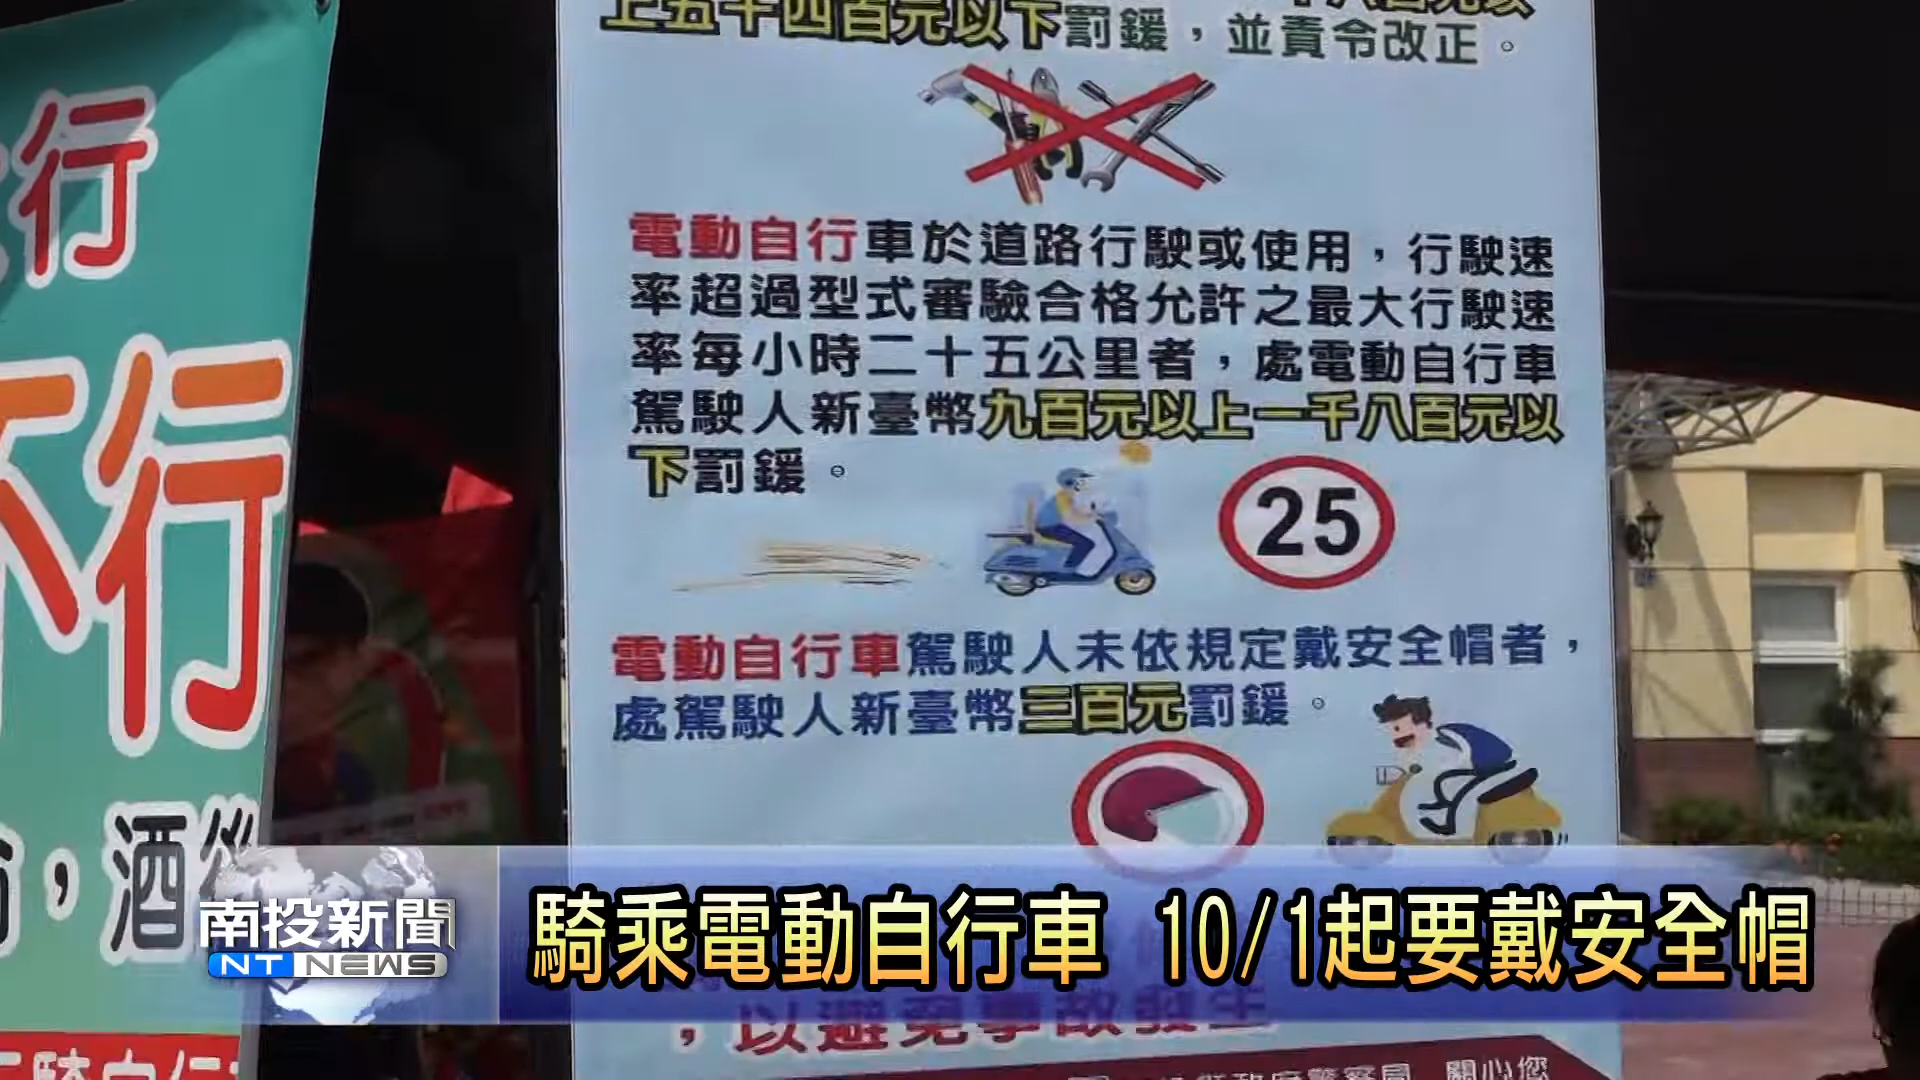 行
不行
，酒後
上五千四百元以下罰鍰，並責令改正。
電動自行車於道路行駛或使用，行駛速
率超過型式審驗合格允許之最大行駛速
率每小時二十五公里者，處電動自行車
駕駛人新臺幣九百元以上一千八百元以
下罰鍰。
25
電動自行車駕駛人未依規定戴安全帽者，
處駕駛人新臺幣三百元罰鍰。
南投新聞
NT NEWS
騎乘電動自行車 10/1起要戴安全帽
，以避免事故發生
警察局 關心您